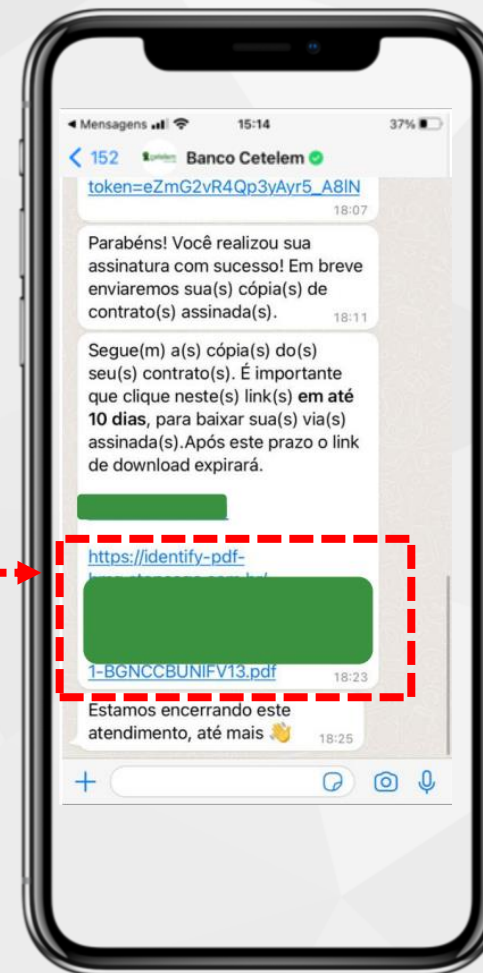 Mensagens 15:14 37%
152 Banco Cetelem
token=eZmG2vR4Qp3yAyr5_A8lN
18:07
Parabéns! Você realizou sua
assinatura com sucesso! Em breve
enviaremos sua(s) cópia(s) de
contrato(s) assinada(s).
18:11
Segue(m) a(s) cópia(s) do(s)
seu(s) contrato(s). É importante
que clique neste(s) link(s) em até
10 dias, para baixar sua(s) via(s)
assinada(s).Após este prazo o link
de download expirará.
https://identify-pdf-
1-BGNCCBUNIFV13.pdf
18:23
Estamos encerrando este
atendimento, até mais 👋
18:25